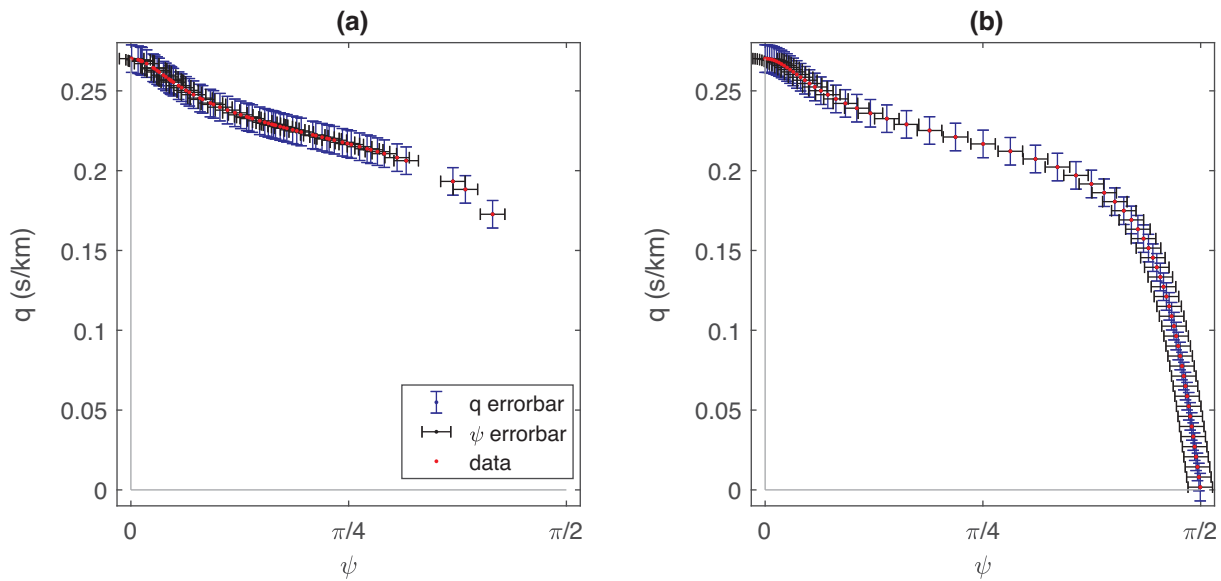 (a)
0.25
0.2
0.15
0.1
0.05
0
q (s/km)
0
π/4
π/2
ψ
q errorbar
ψ errorbar
data
(b)
0.25
0.2
0.15
0.1
0.05
0
q (s/km)
0
π/4
π/2
ψ